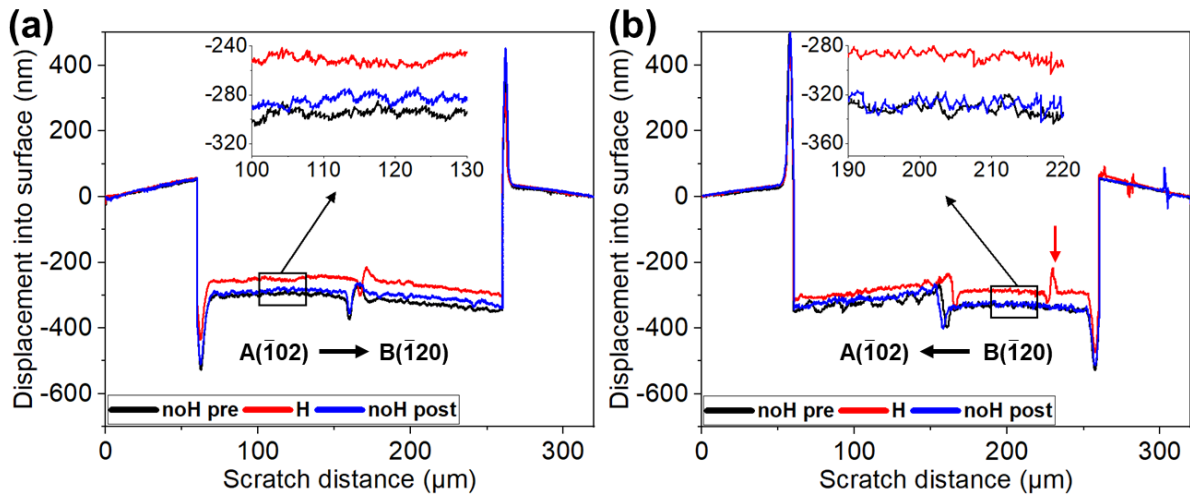 (a)
Displacement into surface (nm)
400
200
0
-200
-400
-600
-240
-280
-320
100 110 120 130
A(1̄02) → B(1̄20)
noH pre H noH post
0 100 200 300
Scratch distance (µm)
(b)
Displacement into surface (nm)
400
200
0
-200
-400
-600
-280
-320
-360
190 200 210 220
A(1̄02) ← B(1̄20)
noH pre H noH post
0 100 200 300
Scratch distance (µm)